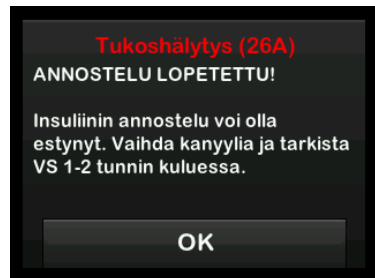 Tukoshälytys (26A)
ANNOSTELU LOPETETTU!
Insuliinin annostelu voi olla
estynyt. Vaihda kanyylia ja tarkista
VS 1-2 tunnin kuluessa.
OK